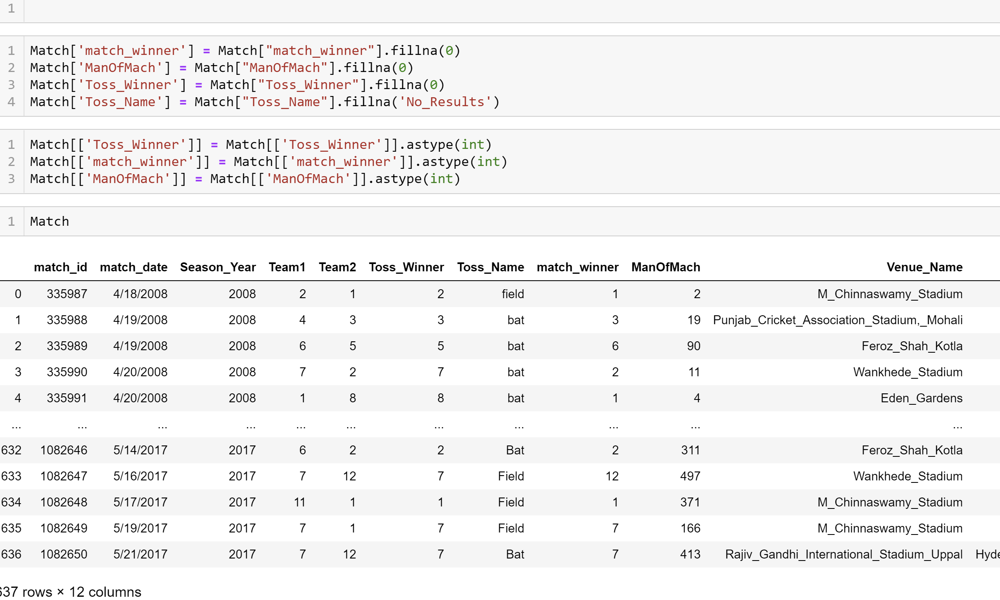 1
1 Match['match_winner'] = Match["match_winner"].fillna(0)
2 Match['ManOfMach'] = Match["ManOfMach"].fillna(0)
3 Match['Toss_Winner'] = Match["Toss_Winner"].fillna(0)
4 Match['Toss_Name'] = Match["Toss_Name"].fillna('No_Results')
1 Match[['Toss_Winner']] = Match[['Toss_Winner']].astype(int)
2 Match[['match_winner']] = Match[['match_winner']].astype(int)
3 Match[['ManOfMach']] = Match[['ManOfMach']].astype(int)
1 Match
match_id match_date Season_Year Team1 Team2 Toss_Winner Toss_Name match_winner ManOfMach Venue_Name
0 335987 4/18/2008 2008 2 1 2 field 1 2 M_Chinnaswamy_Stadium
1 335988 4/19/2008 2008 4 3 3 bat 3 19 Punjab_Cricket_Association_Stadium,_Mohali
2 335989 4/19/2008 2008 6 5 5 bat 6 90 Feroz_Shah_Kotla
3 335990 4/20/2008 2008 7 2 7 bat 2 11 Wankhede_Stadium
4 335991 4/20/2008 2008 1 8 8 bat 1 4 Eden_Gardens
... ... ... ... ... ... ... ... ... ... ...
632 1082646 5/14/2017 2017 6 2 2 Bat 2 311 Feroz_Shah_Kotla
633 1082647 5/16/2017 2017 7 12 7 Field 12 497 Wankhede_Stadium
634 1082648 5/17/2017 2017 11 1 1 Field 1 371 M_Chinnaswamy_Stadium
635 1082649 5/19/2017 2017 7 1 7 Field 7 166 M_Chinnaswamy_Stadium
636 1082650 5/21/2017 2017 7 12 7 Bat 7 413 Rajiv_Gandhi_International_Stadium_Uppal Hyde
637 rows × 12 columns